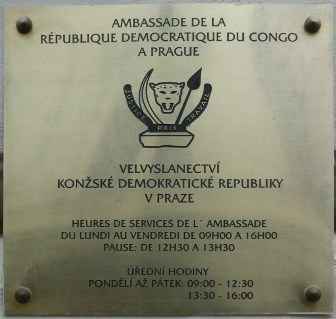 AMBASSADE DE LA
RÉPUBLIQUE DEMOCRATIQUE DU CONGO
A PRAGUE
JUSTICE PAIX TRAVAIL
VELVYSLANECTVÍ
KONŽSKÉ DEMOKRATICKÉ REPUBLIKY
V PRAZE
HEURES DE SERVICES DE L´ AMBASSADE
DU LUNDI AU VENDREDI DE 09H00 A 16H00
PAUSE: DE 12H30 A 13H30
ÚŘEDNÍ HODINY
PONDĚLÍ AŽ PÁTEK: 09:00 - 12:30
13:30 - 16:00